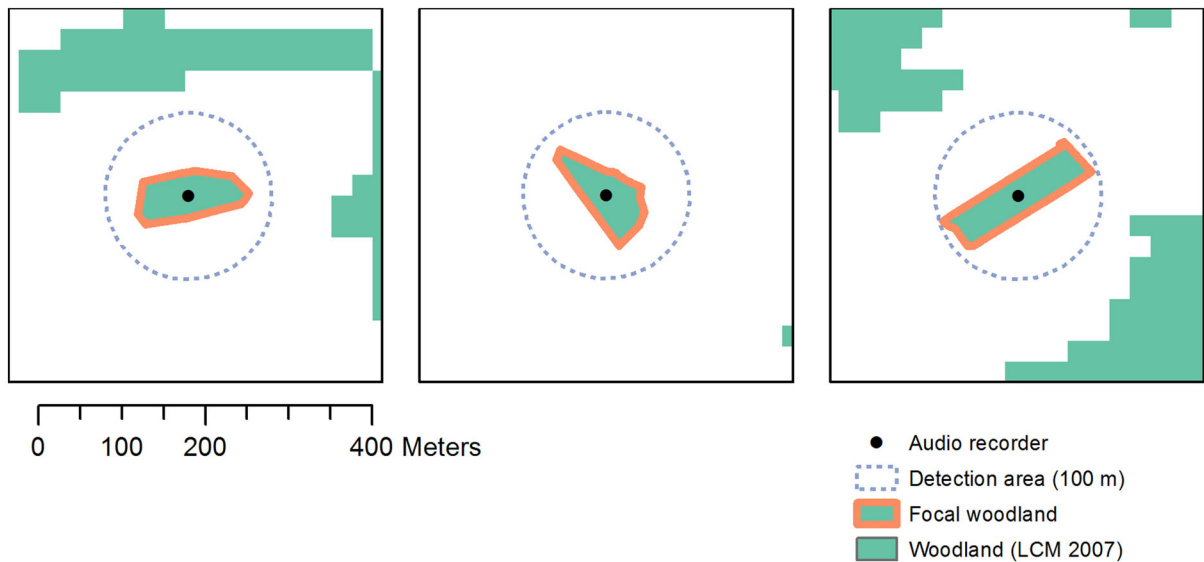 0 100 200 400 Meters
Audio recorder
Detection area (100 m)
Focal woodland
Woodland (LCM 2007)